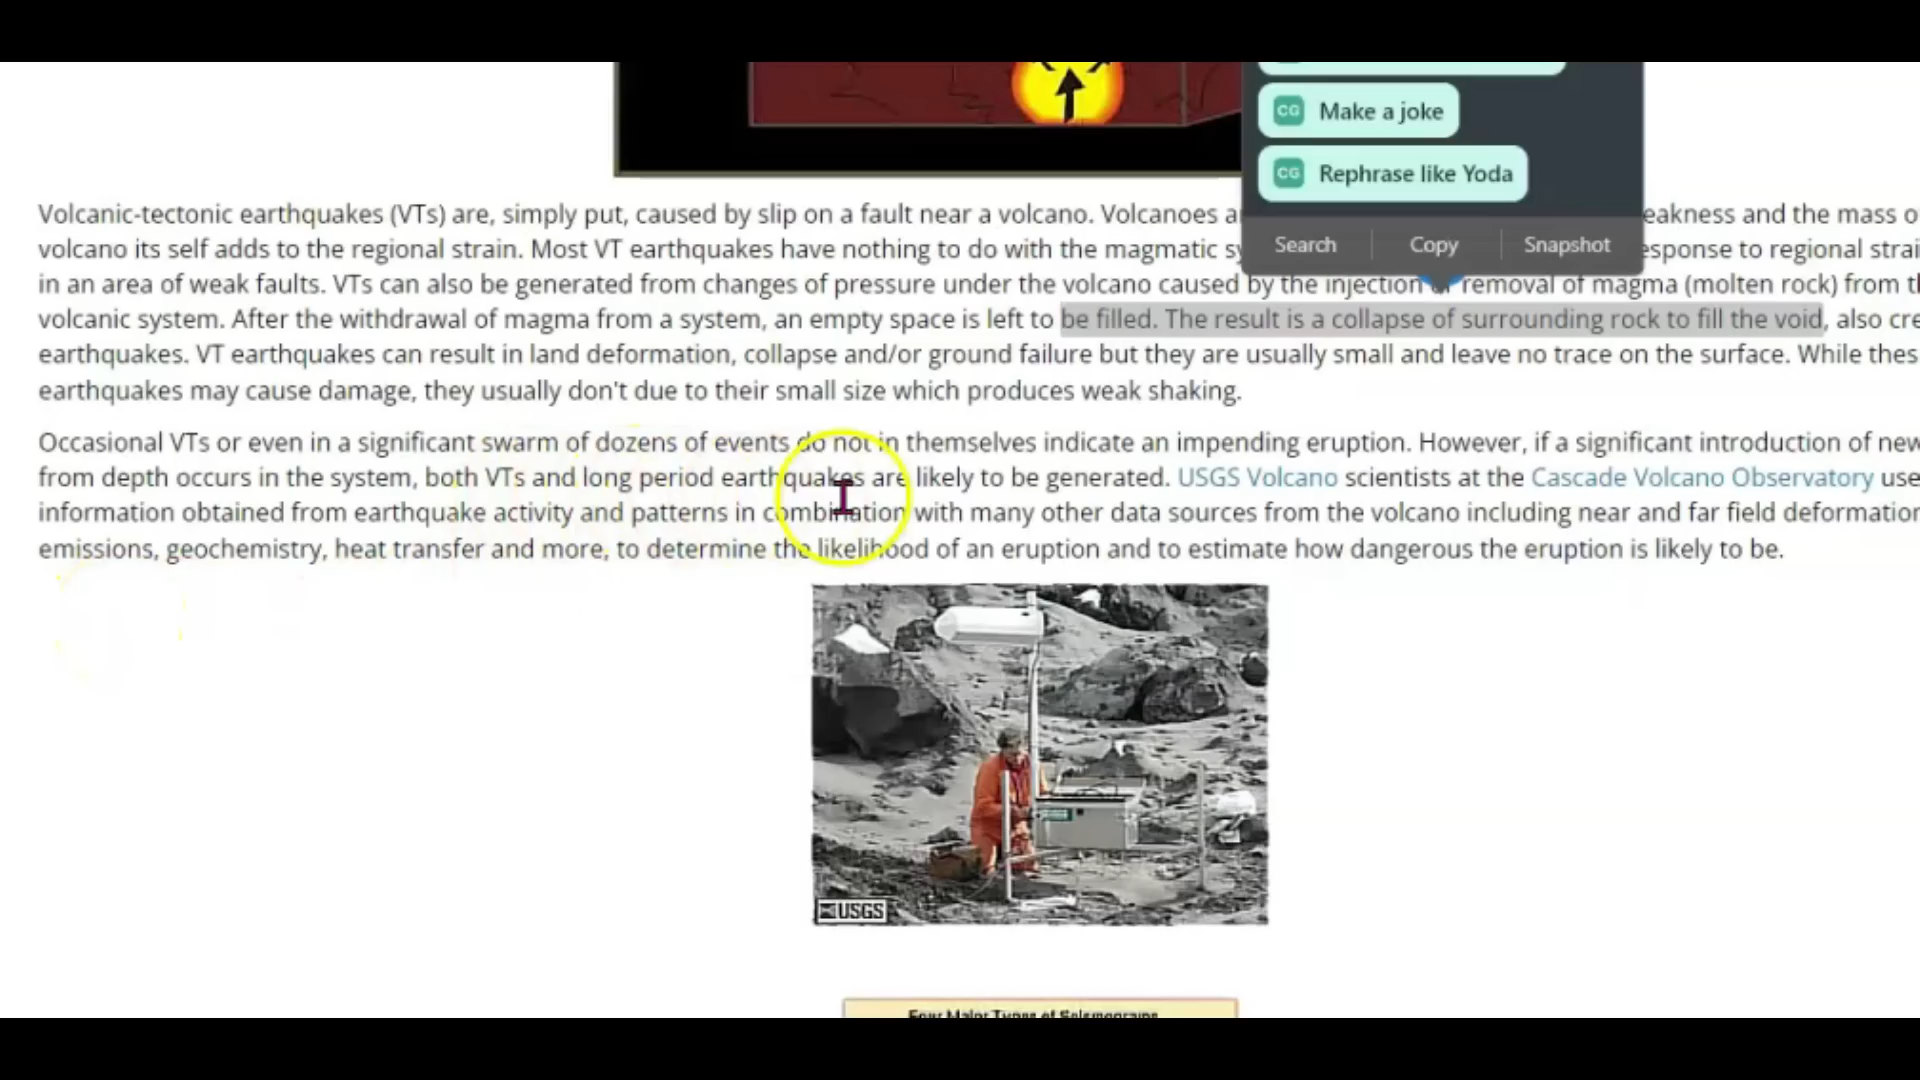 CG Make a joke
CG Rephrase like Yoda
Search Copy Snapshot
Volcanic-tectonic earthquakes (VTs) are, simply put, caused by slip on a fault near a volcano. Volcanoes eakness and the mass
volcano its self adds to the regional strain. Most VT earthquakes have nothing to do with the magmatic esponse to regional
in an area of weak faults. VTs can also be generated from changes of pressure under the volcano caused by the injection or removal of magma (molten rock) from
volcanic system. After the withdrawal of magma from a system, an empty space is left to be filled. The result is a collapse of surrounding rock to fill the void, also
earthquakes. VT earthquakes can result in land deformation, collapse and/or ground failure but they are usually small and leave no trace on the surface. While
earthquakes may cause damage, they usually don't due to their small size which produces weak shaking.
Occasional VTs or even in a significant swarm of dozens of events do not in themselves indicate an impending eruption. However, if a significant introduction of new
from depth occurs in the system, both VTs and long period earthquakes are likely to be generated. USGS Volcano scientists at the Cascade Volcano Observatory use
information obtained from earthquake activity and patterns in combination with many other data sources from the volcano including near and far field deformation
emissions, geochemistry, heat transfer and more, to determine the likelihood of an eruption and to estimate how dangerous the eruption is likely to be.
USGS
Four Major Types of Seismograms